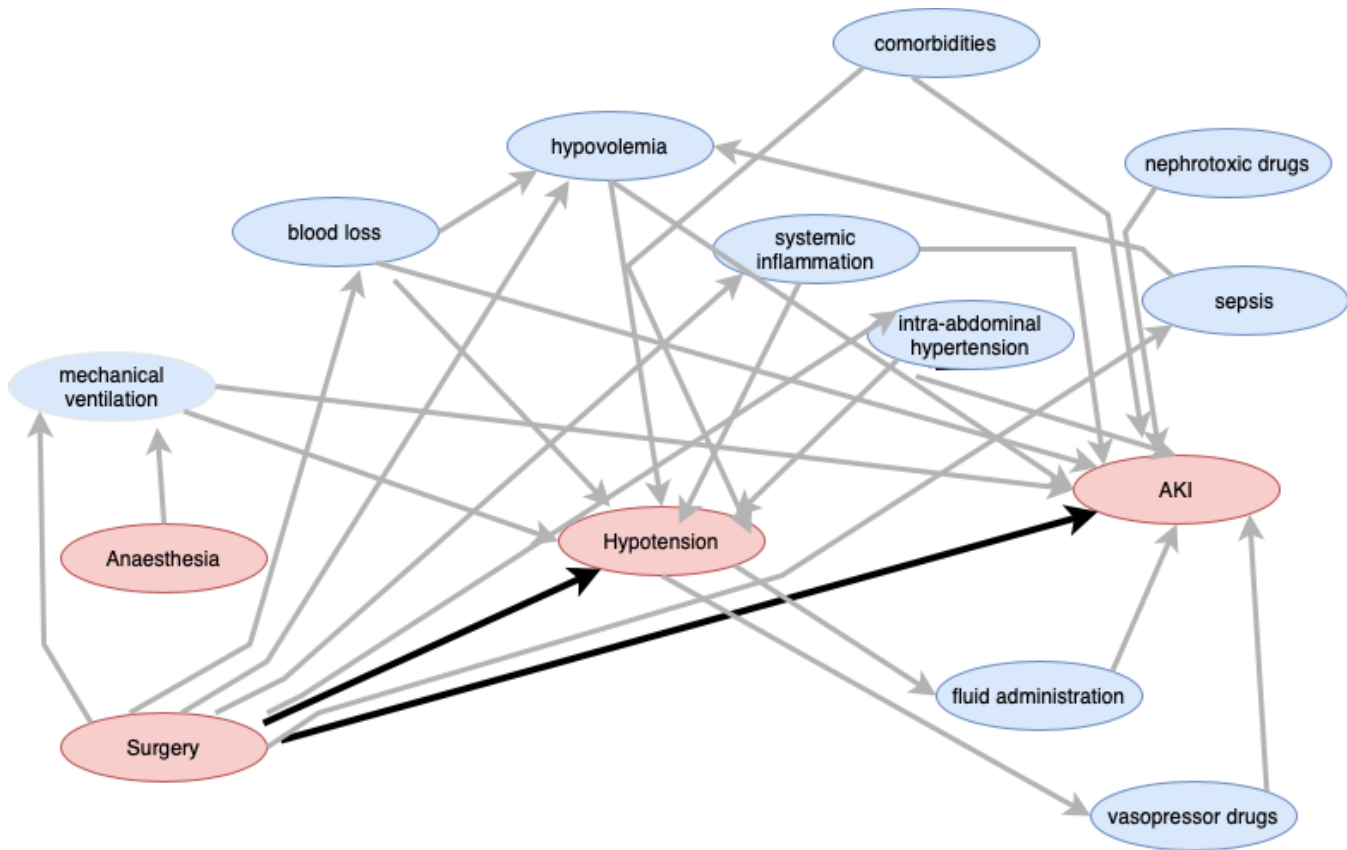 comorbidities
hypovolemia
nephrotoxic drugs
blood loss
systemic
inflammation
sepsis
intra-abdominal
hypertension
mechanical
ventilation
AKI
Hypotension
Anaesthesia
fluid administration
Surgery
vasopressor drugs